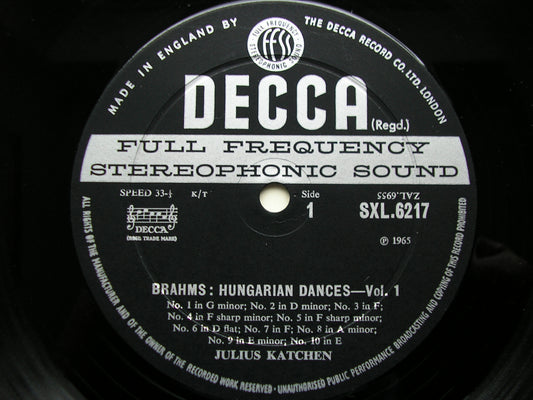 MADE IN ENGLAND BY
THE DECCA RECORD CO. LTD. LONDON
FULL FREQUENCY
FFSS
STEREOPHONIC SOUND
DECCA
(Regd.)
FULL FREQUENCY
STEREOPHONIC SOUND
SPEED 33⅓ K/T
Side
1
ZAL.6955
SXL.6217
DECCA
(REGD. TRADE MARK)
℗ 1965
BRAHMS: HUNGARIAN DANCES—Vol. 1
No. 1 in G minor; No. 2 in D minor; No. 3 in F;
No. 4 in F sharp minor; No. 5 in F sharp minor;
No. 6 in D flat; No. 7 in F; No. 8 in A minor;
No. 9 in E minor; No. 10 in E
JULIUS KATCHEN
ALL RIGHTS OF THE MANUFACTURER AND OF THE OWNER OF THE RECORDED WORK RESERVED · UNAUTHORISED PUBLIC PERFORMANCE BROADCASTING AND COPYING OF THIS RECORD PROHIBITED